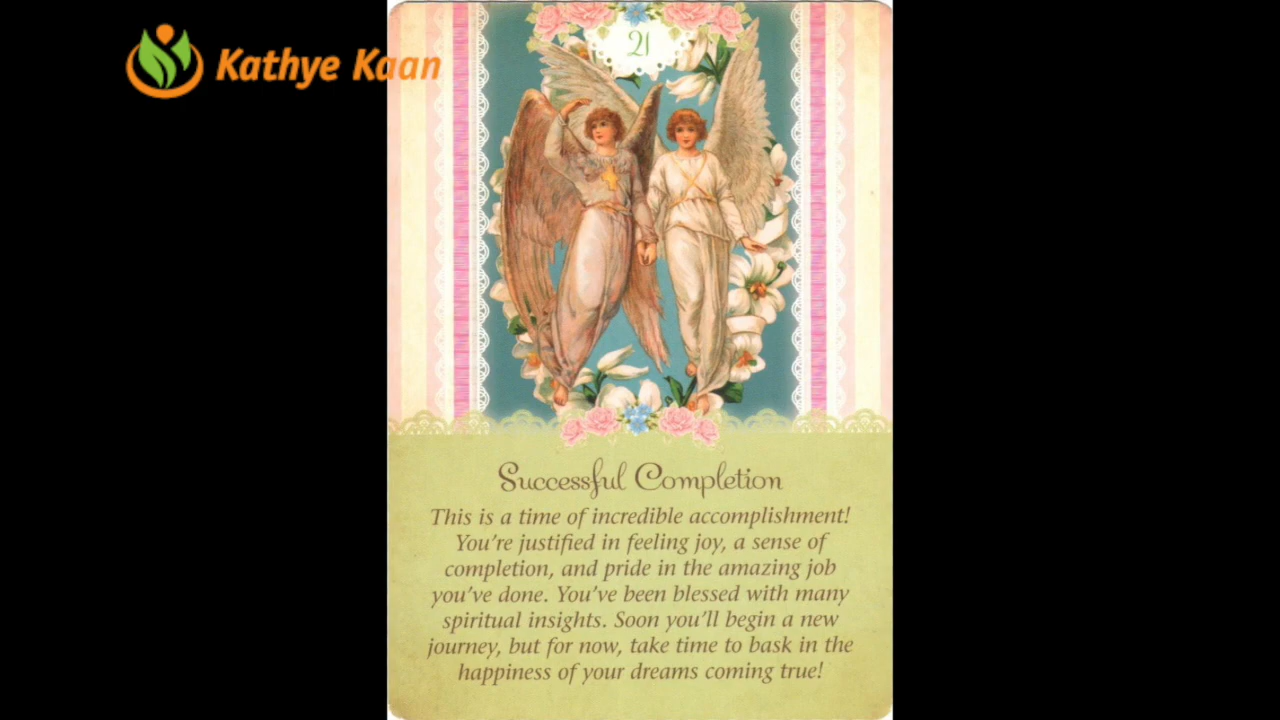 Kathye Kaan
21
Successful Completion
This is a time of incredible accomplishment!
You're justified in feeling joy, a sense of
completion, and pride in the amazing job
you've done. You've been blessed with many
spiritual insights. Soon you'll begin a new
journey, but for now, take time to bask in the
happiness of your dreams coming true!